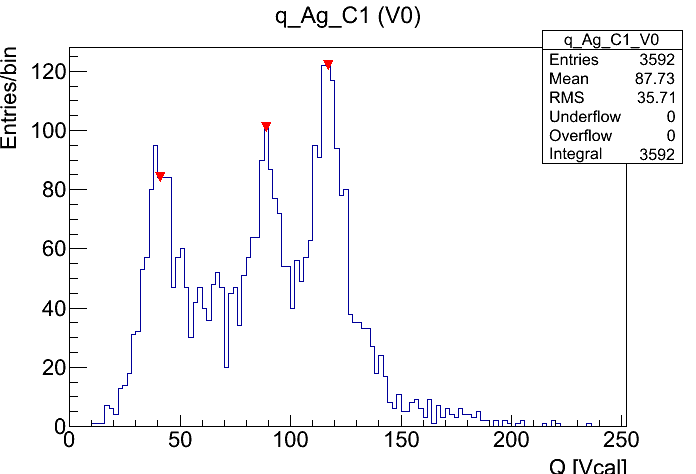 q_Ag_C1 (V0)
q_Ag_C1_V0
Entries 3592
Mean 87.73
RMS 35.71
Underflow 0
Overflow 0
Integral 3592
Entries/bin
120
100
80
60
40
20
0
0 50 100 150 200 250
Q [Vcal]